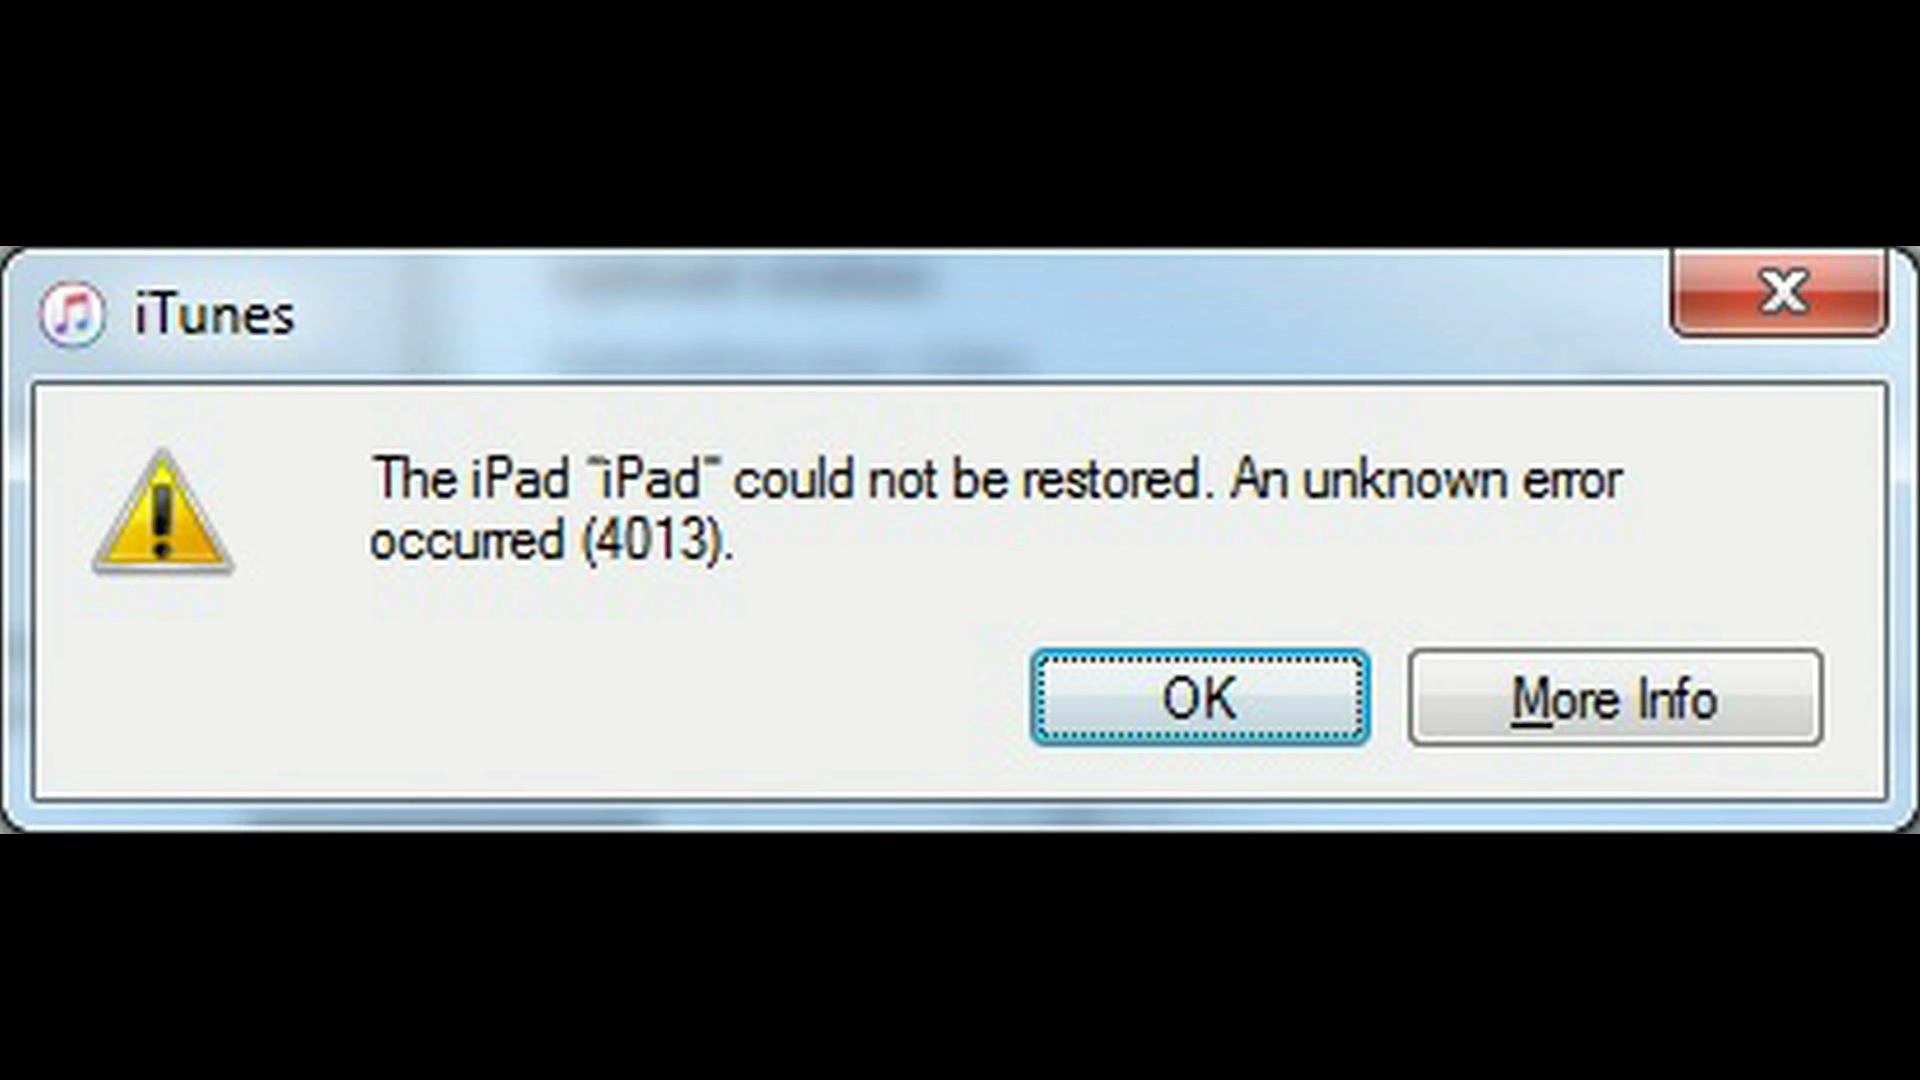 iTunes
The iPad "iPad" could not be restored. An unknown error
occurred (4013).
OK
More Info